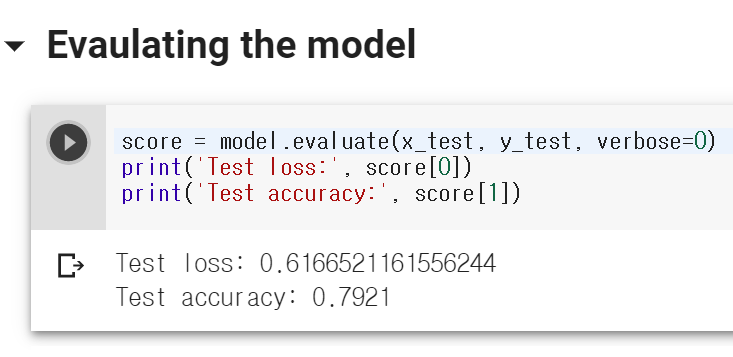 Evaulating the model
score = model.evaluate(x_test, y_test, verbose=0)
print('Test loss:', score[0])
print('Test accuracy:', score[1])
Test loss: 0.6166521161556244
Test accuracy: 0.7921